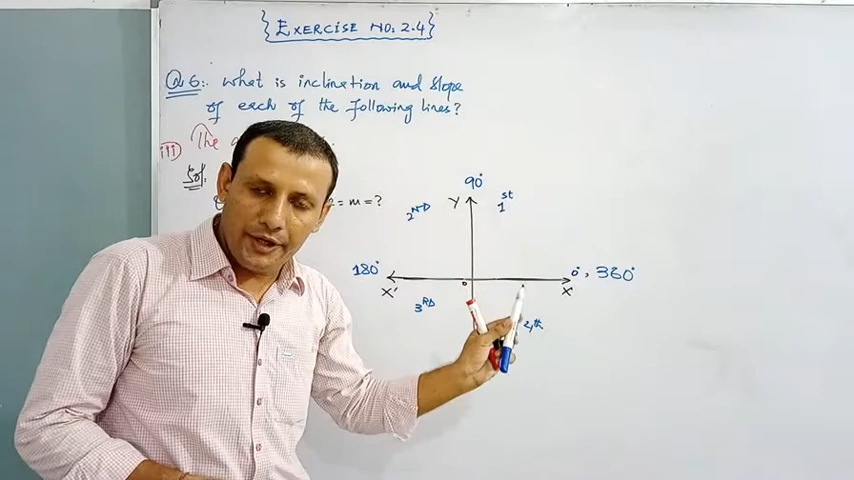 {EXERCISE NO: 2.4}
Q6:. what is inclination and slope
of each of the following lines?
iii) The
Sol.
= m = ?
90°
Y
1st
2ND
180°
X'
0
0°, 360°
X
3RD
4th